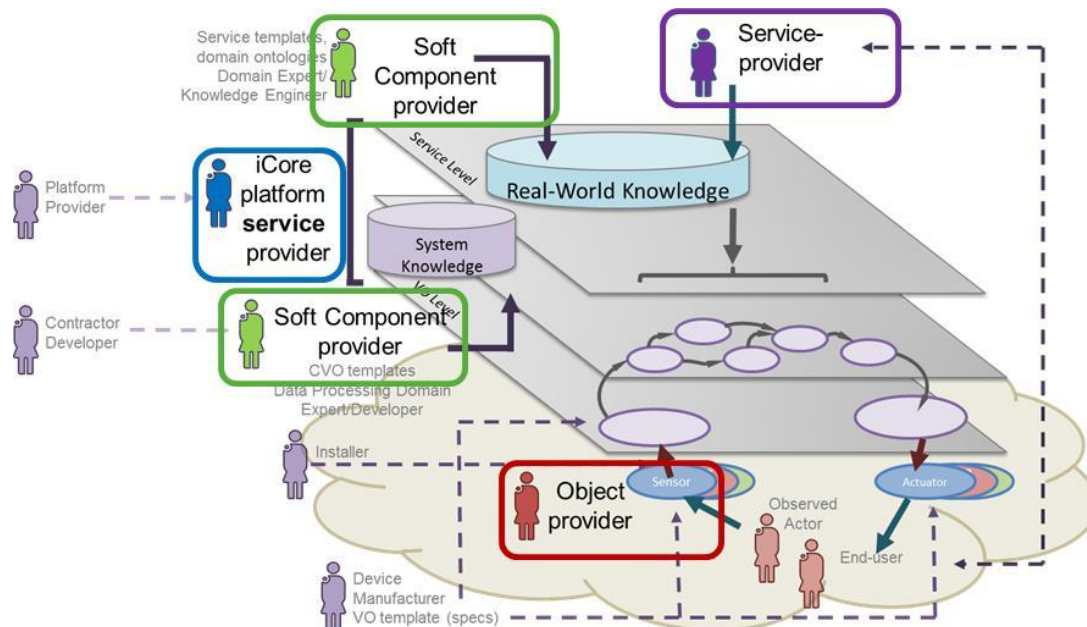 Service templates,
domain ontologies
Domain Expert/
Knowledge Engineer
Soft
Component
provider
Service-
provider
Service Level
Real-World Knowledge
Platform
Provider
iCore
platform
service
provider
System
Knowledge
VO Level
Contractor
Developer
Soft Component
provider
CVO templates
Data Processing Domain
Expert/Developer
Installer
Object
provider
Sensor
Actuator
Observed
Actor
End-user
Device
Manufacturer
VO template (specs)